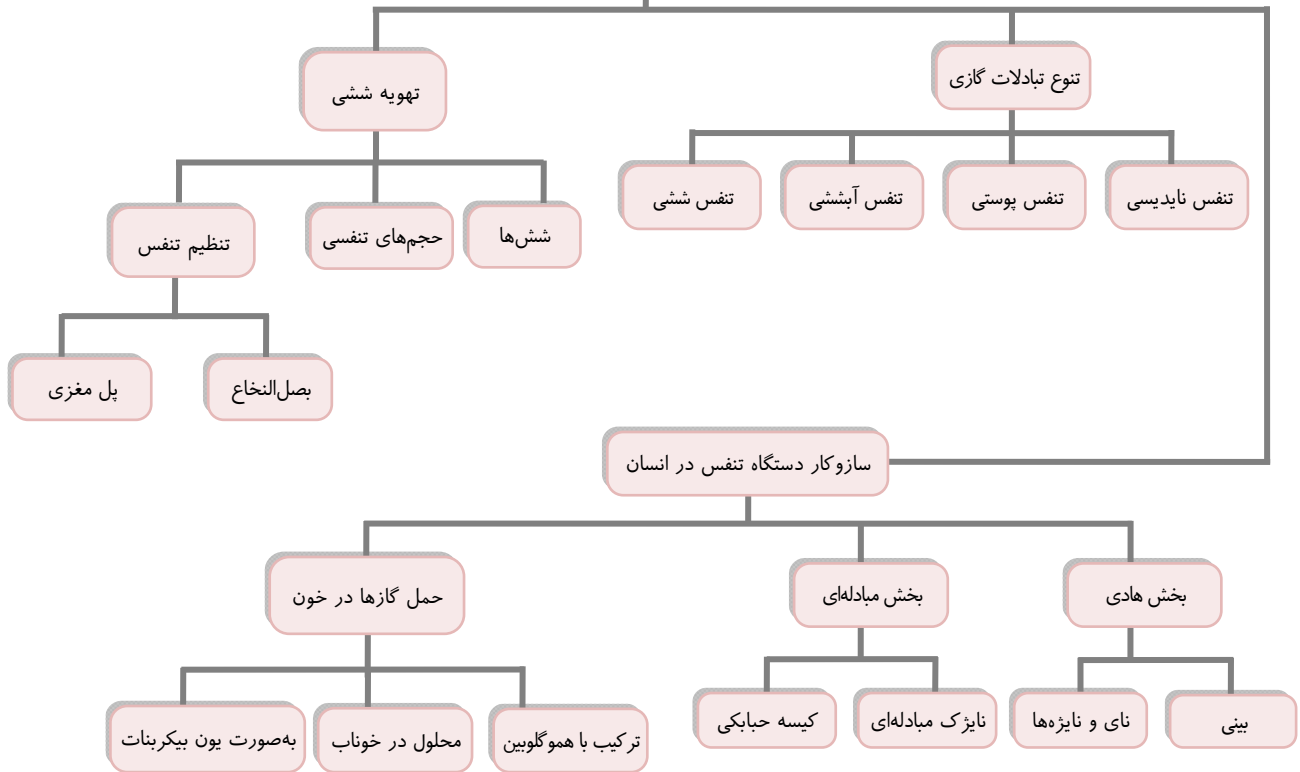 تنوع تبادلات گازی
تهویه ششی
تنفس نایدیسی
تنفس پوستی
تنفس آبششی
تنفس ششی
شش‌ها
حجم‌های تنفسی
تنظیم تنفس
بصل‌النخاع
پل مغزی
سازوکار دستگاه تنفس در انسان
بخش هادی
بخش مبادله‌ای
حمل گازها در خون
بینی
نای و نایژه‌ها
نایژک مبادله‌ای
کیسه حبابکی
ترکیب با هموگلوبین
محلول در خوناب
به‌صورت یون بیکربنات